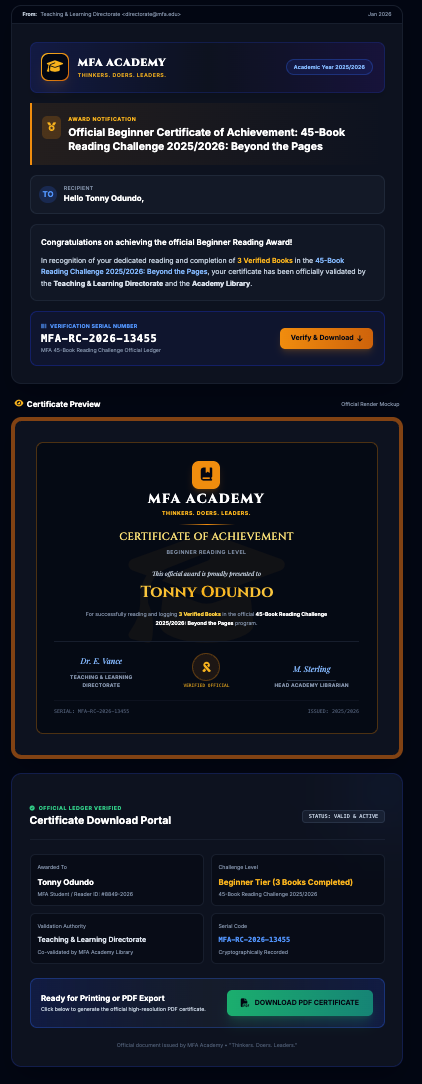 From: Teaching & Learning Directorate <directorate@mfa.edu>
Jan 2026
MFA ACADEMY
THINKERS. DOERS. LEADERS.
Academic Year 2025/2026
AWARD NOTIFICATION
Official Beginner Certificate of Achievement: 45-Book
Reading Challenge 2025/2026: Beyond the Pages
TO
RECIPIENT
Hello Tonny Odundo,
Congratulations on achieving the official Beginner Reading Award!
In recognition of your dedicated reading and completion of 3 Verified Books in the 45-Book
Reading Challenge 2025/2026: Beyond the Pages, your certificate has been officially validated by
the Teaching & Learning Directorate and the Academy Library.
VERIFICATION SERIAL NUMBER
MFA-RC-2026-13455
MFA 45-Book Reading Challenge Official Ledger
Verify & Download ↓
Certificate Preview
Official Render Mockup
MFA ACADEMY
THINKERS. DOERS. LEADERS.
CERTIFICATE OF ACHIEVEMENT
BEGINNER READING LEVEL
This official award is proudly presented to
Tonny Odundo
For successfully reading and logging 3 Verified Books in the official 45-Book Reading Challenge
2025/2026: Beyond the Pages program.
Dr. E. Vance
TEACHING & LEARNING
DIRECTORATE
VERIFIED OFFICIAL
M. Sterling
HEAD ACADEMY LIBRARIAN
SERIAL: MFA-RC-2026-13455
ISSUED: 2025/2026
OFFICIAL LEDGER VERIFIED
Certificate Download Portal
STATUS: VALID & ACTIVE
Awarded To
Tonny Odundo
MFA Student / Reader ID: #8849-2026
Challenge Level
Beginner Tier (3 Books Completed)
45-Book Reading Challenge 2025/2026
Validation Authority
Teaching & Learning Directorate
Co-validated by MFA Academy Library
Serial Code
MFA-RC-2026-13455
Cryptographically Recorded
Ready for Printing or PDF Export
Click below to generate the official high-resolution PDF certificate.
DOWNLOAD PDF CERTIFICATE
Official document issued by MFA Academy • "Thinkers. Doers. Leaders."